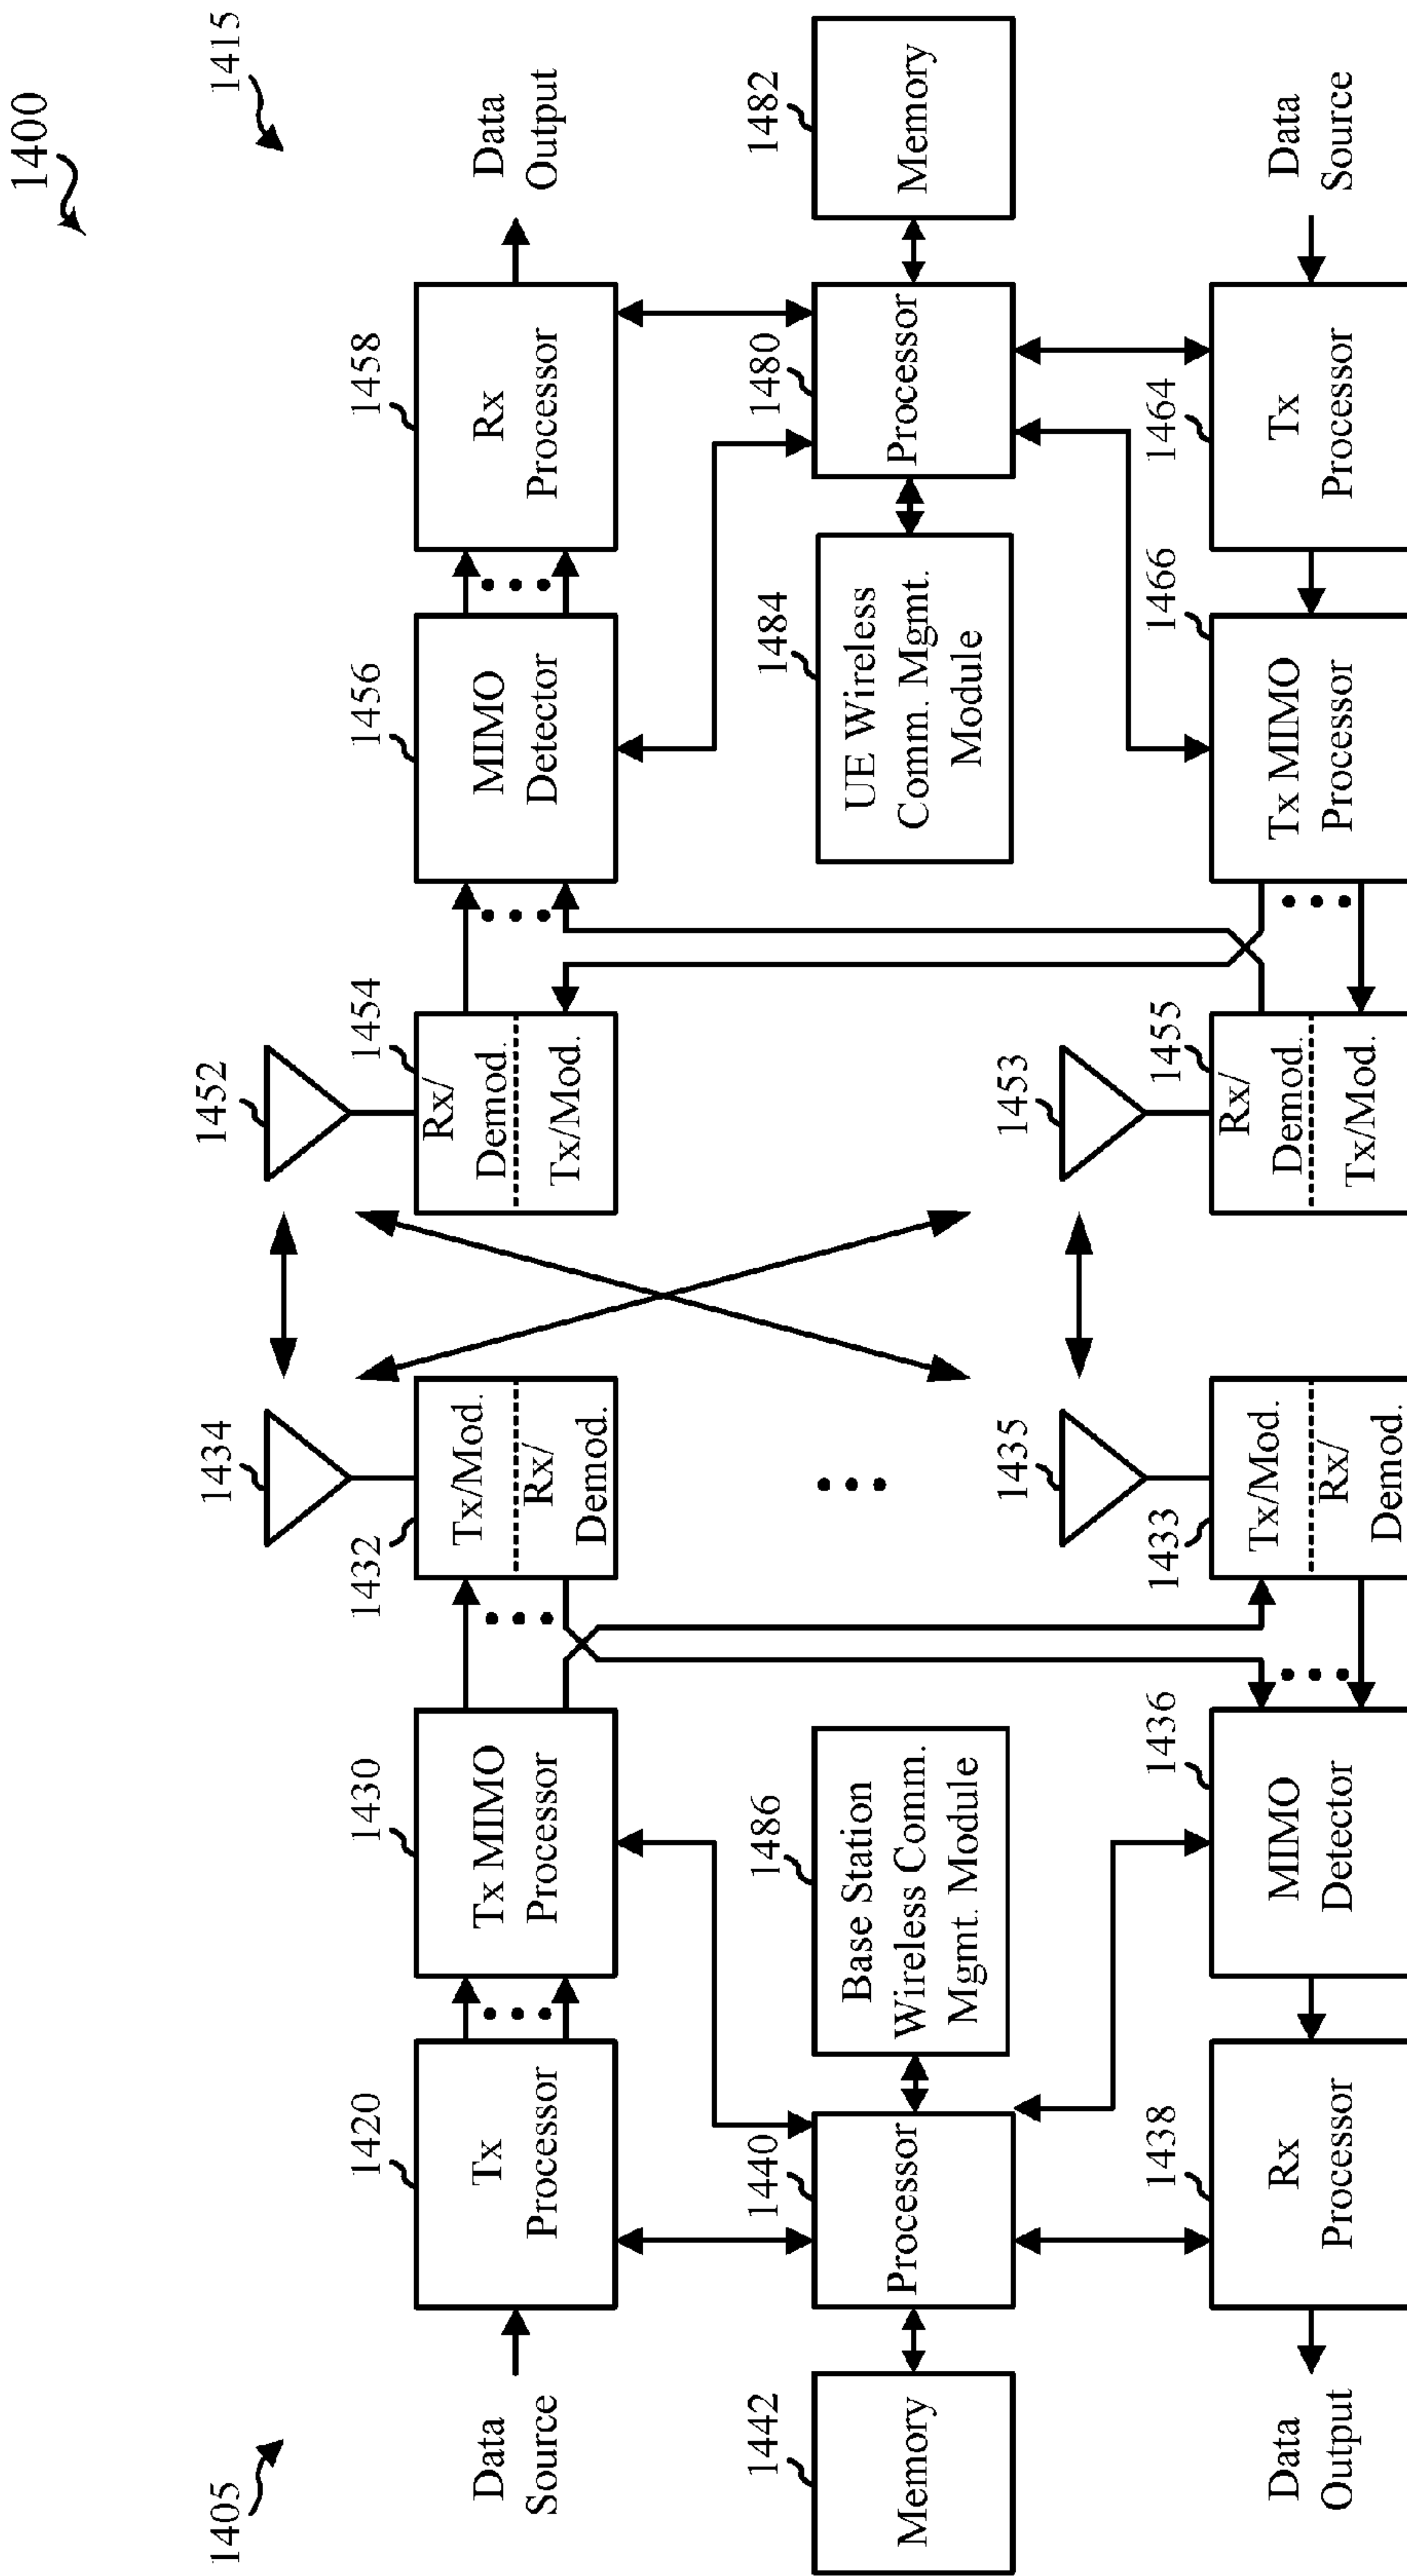 1400
1405
1415
1420
Tx
Processor
1430
Tx MIMO
Processor
1432
Tx/Mod.
Rx/
Demod.
1434
1452
1454
Rx/
Demod.
Tx/Mod.
1456
MIMO
Detector
1458
Rx
Processor
Data
Source
Data
Output
1442
Memory
1440
Processor
1486
Base Station
Wireless Comm.
Mgmt. Module
1484
UE Wireless
Comm. Mgmt.
Module
1480
Processor
1482
Memory
Data
Output
1438
Rx
Processor
1436
MIMO
Detector
1433
Tx/Mod.
Rx/
Demod.
1435
1453
1455
Rx/
Demod.
Tx/Mod.
1466
Tx MIMO
Processor
1464
Tx
Processor
Data
Source